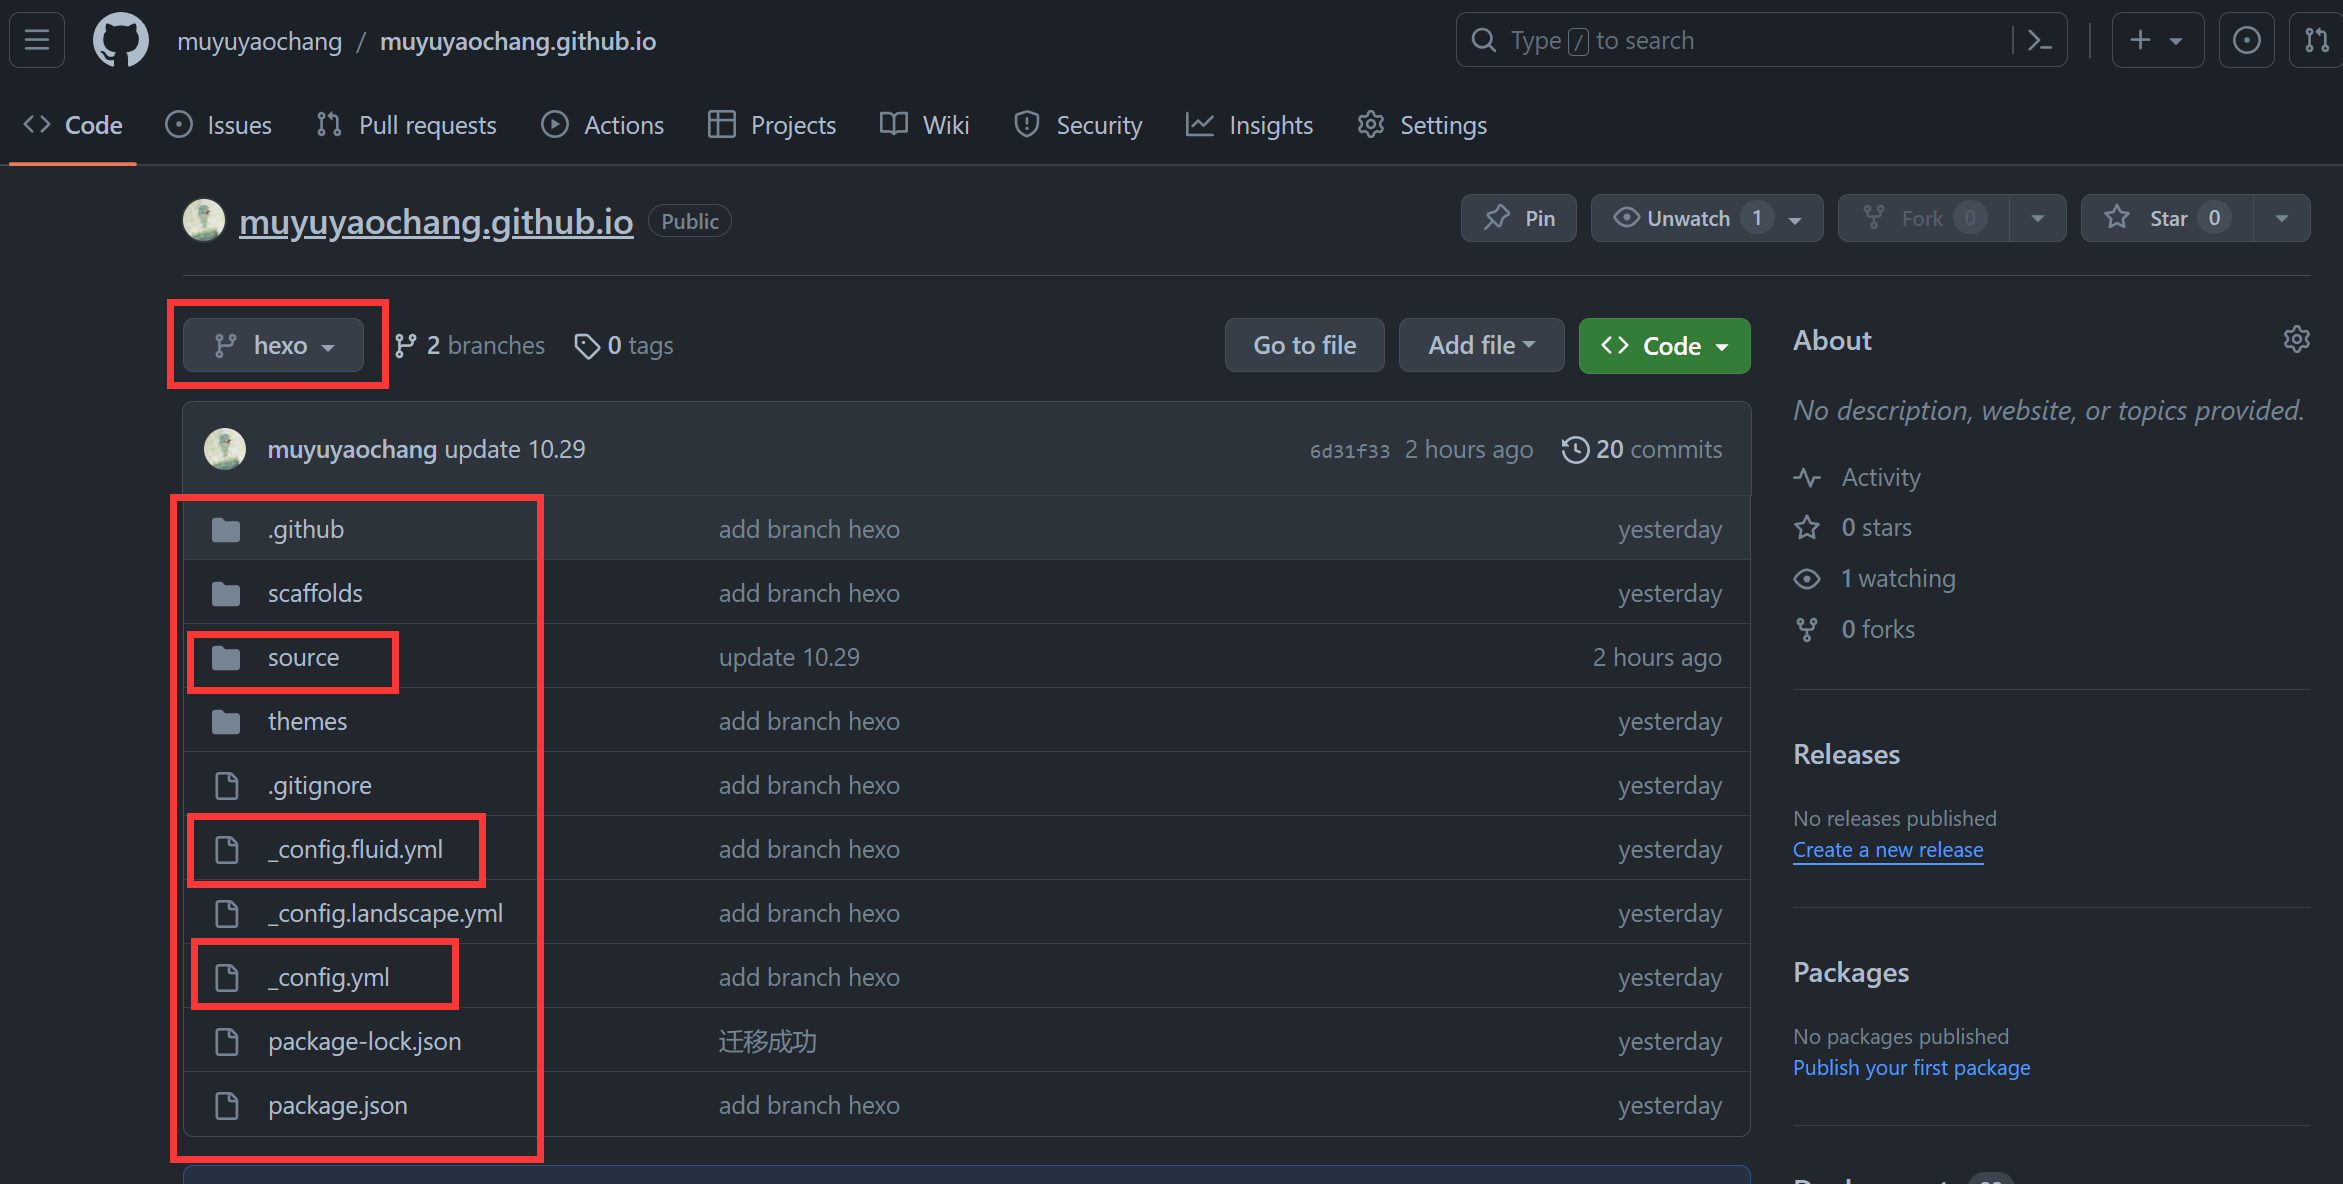 muyuyaochang / muyuyaochang.github.io
Type / to search
Code Issues Pull requests Actions Projects Wiki Security Insights Settings
muyuyaochang.github.io Public
Pin Unwatch 1 Fork 0 Star 0
hexo 2 branches 0 tags Go to file Add file Code
muyuyaochang update 10.29 6d31f33 2 hours ago 20 commits
.github add branch hexo yesterday
scaffolds add branch hexo yesterday
source update 10.29 2 hours ago
themes add branch hexo yesterday
.gitignore add branch hexo yesterday
_config.fluid.yml add branch hexo yesterday
_config.landscape.yml add branch hexo yesterday
_config.yml add branch hexo yesterday
package-lock.json 迁移成功 yesterday
package.json add branch hexo yesterday
About
No description, website, or topics provided.
Activity
0 stars
1 watching
0 forks
Releases
No releases published
Create a new release
Packages
No packages published
Publish your first package